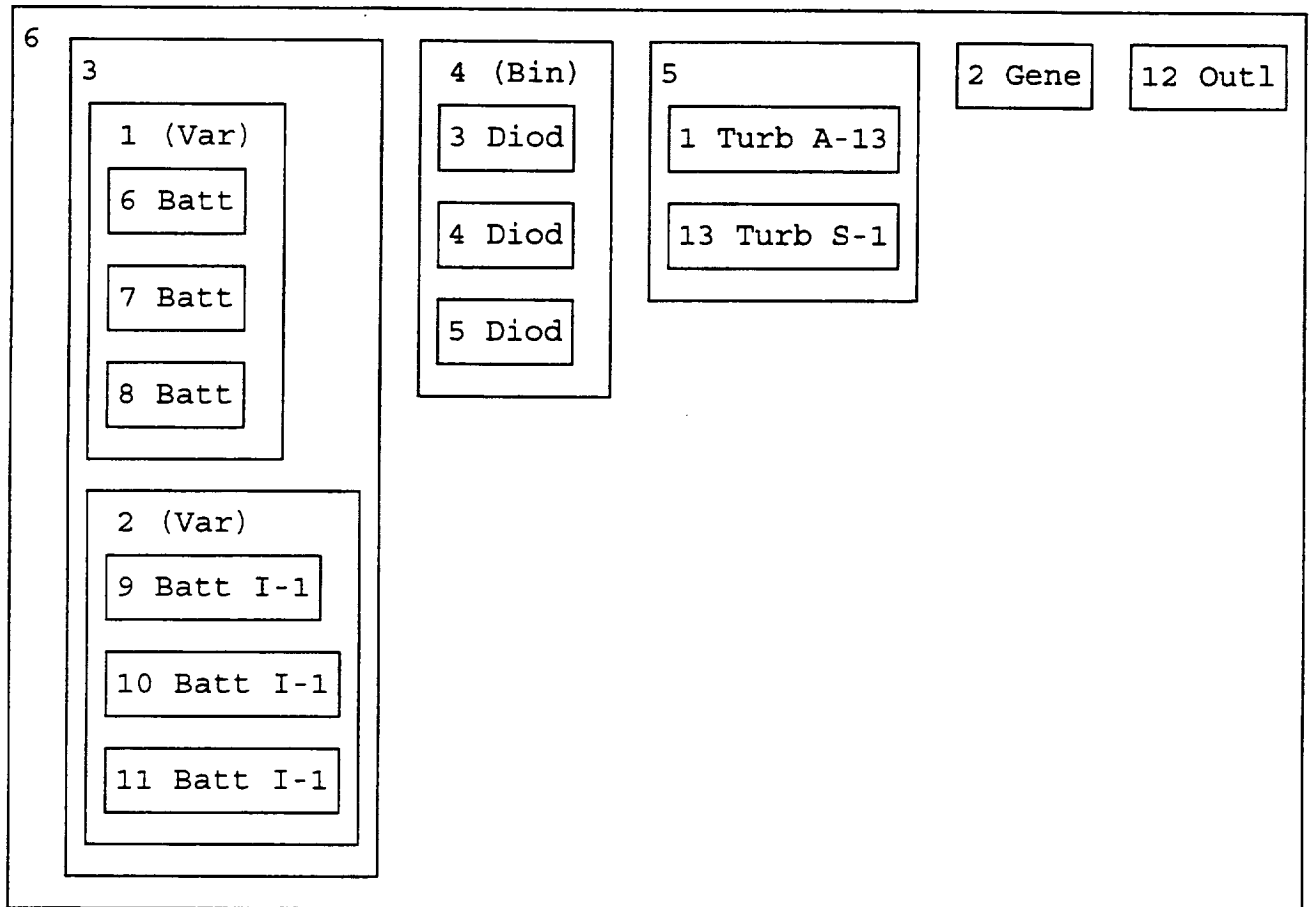 6
3
1 (Var)
6 Batt
7 Batt
8 Batt
2 (Var)
9 Batt I-1
10 Batt I-1
11 Batt I-1
4 (Bin)
3 Diod
4 Diod
5 Diod
5
1 Turb A-13
13 Turb S-1
2 Gene
12 Outl